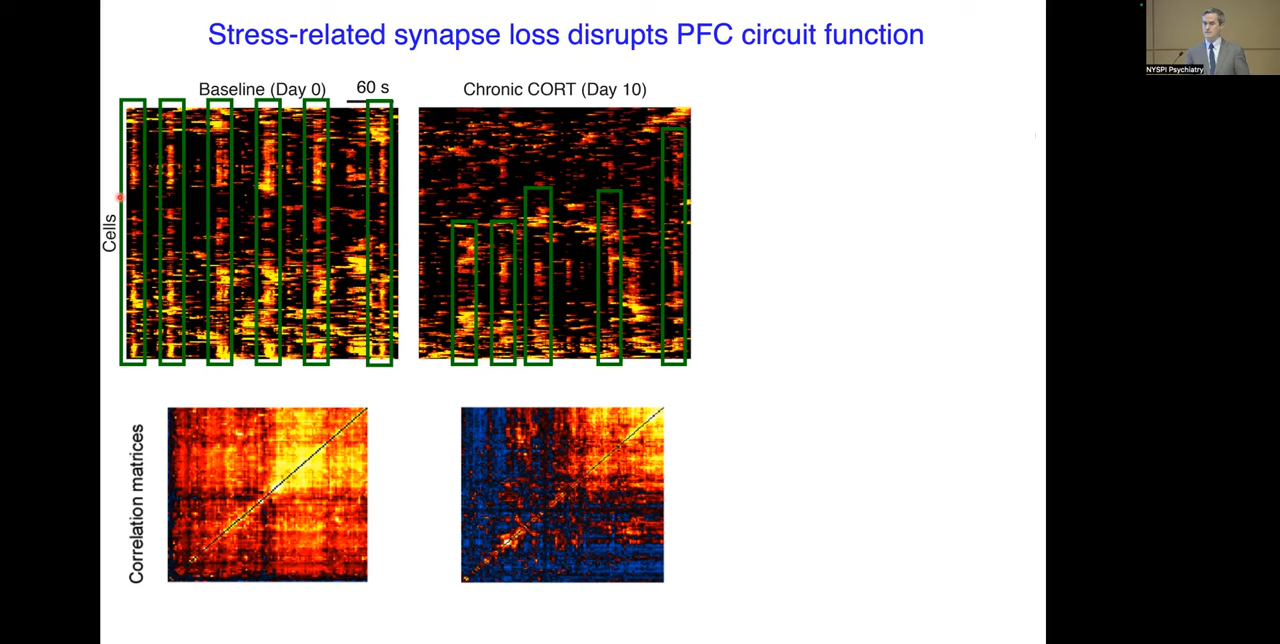 Stress-related synapse loss disrupts PFC circuit function
Baseline (Day 0)
60 s
Chronic CORT (Day 10)
Cells
Correlation matrices
NYSPI Psychiatry